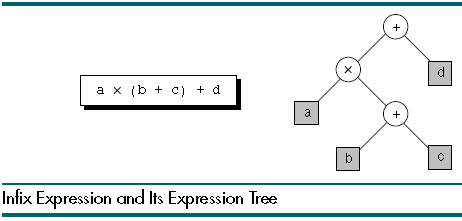 +
a × (b + c) + d
×
d
a
+
b
c
Infix Expression and Its Expression Tree